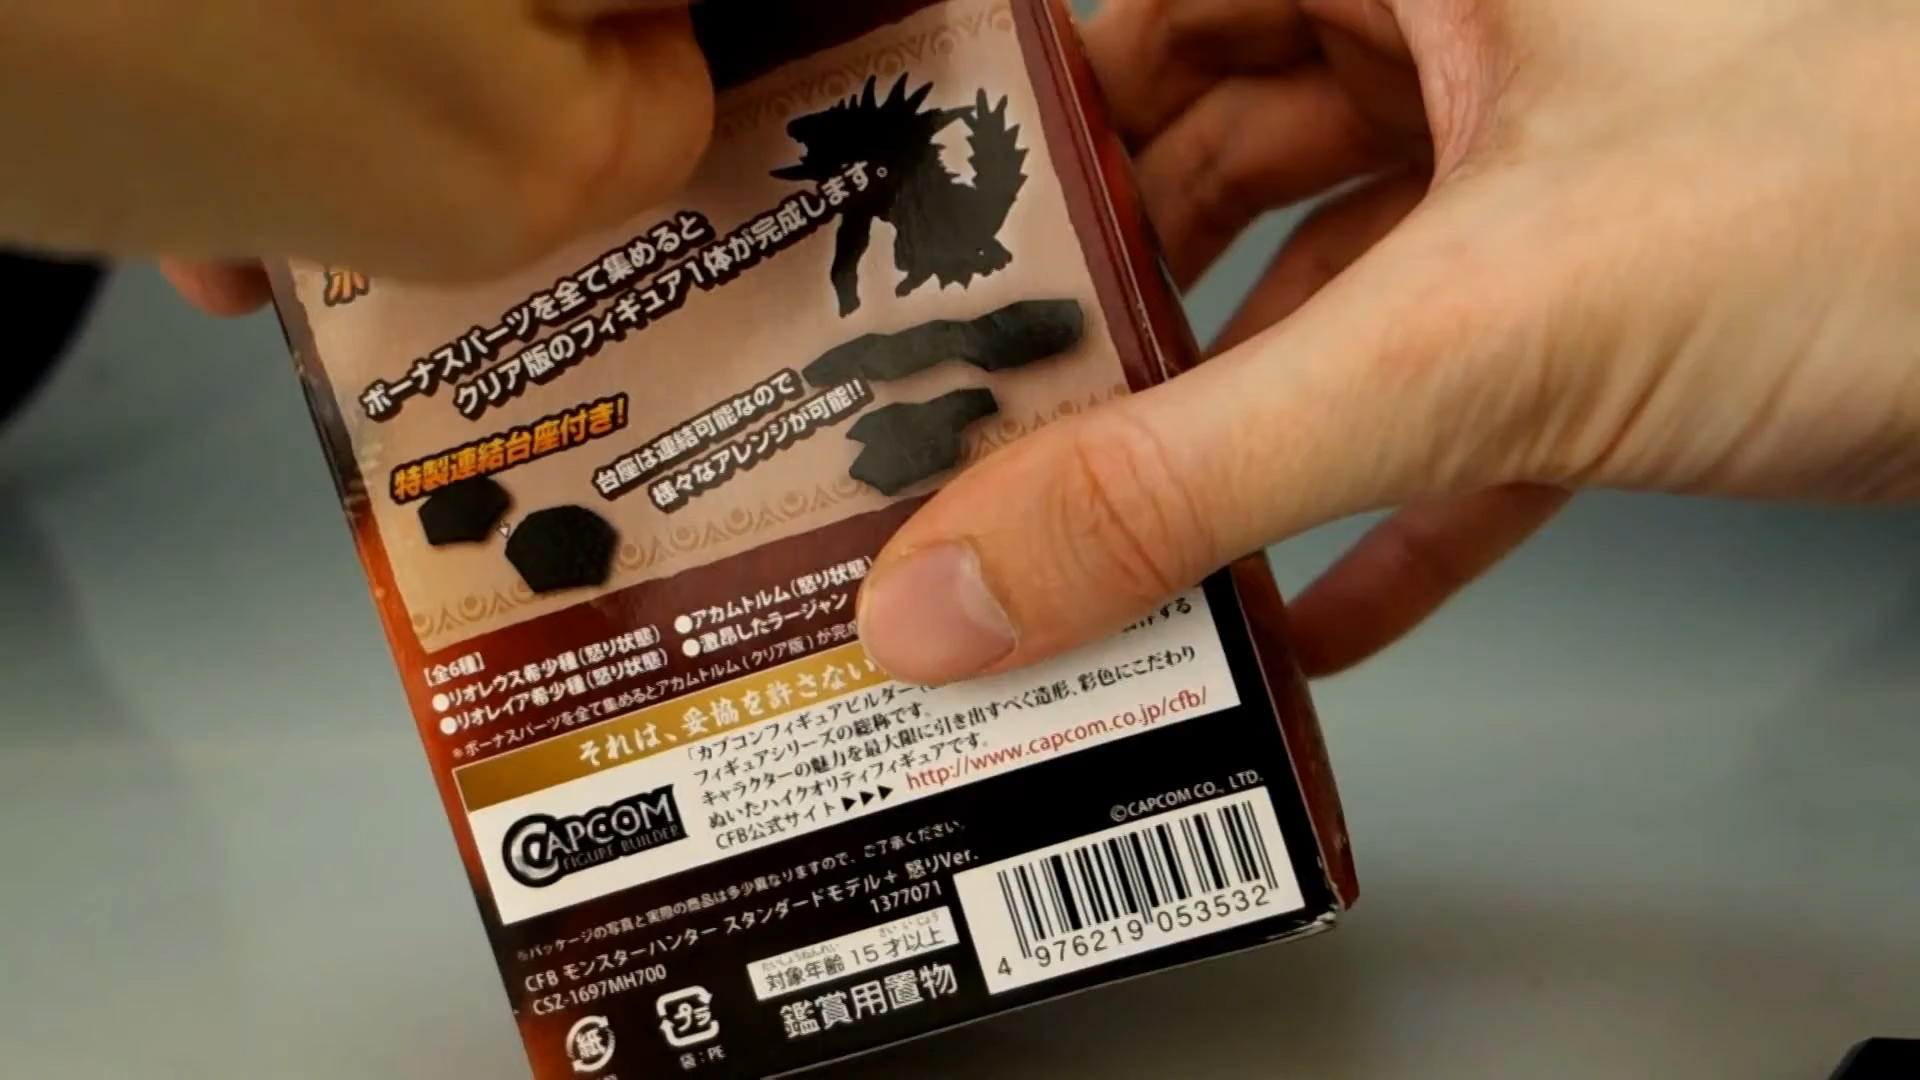 ボーナスパーツを全て集めると
クリア版のフィギュア1体が完成します。
特製連結台座付き!
台座は連結可能なので
様々なアレンジが可能!!
【全6種】
●リオレウス希少種(怒り状態)
●リオレイア希少種(怒り状態)
●アカムトルム(怒り状態)
●激昂したラージャン
※ボーナスパーツを全て集めるとアカムトルム(クリア版)が完成
それは、妥協を許さない
「カプコンフィギュアビルダー
フィギュアシリーズの総称です。
キャラクターの魅力を最大限に引き出すべく造形、彩色にこだわり
ぬいたハイクオリティフィギュアです。
CFB公式サイト▶▶▶ http://www.capcom.co.jp/cfb/
CAPCOM
FIGURE BUILDER
©CAPCOM CO., LTD.
※パッケージの写真と実際の商品は多少異なりますので、ご了承ください。
CFB モンスターハンター スタンダードモデル+ 怒りVer.
CSZ-1697MH700
1377071
対象年齢 15才以上
たいしょうねんれい さい いじょう
鑑賞用置物
4 976219 053532
紙
プラ
袋:PE